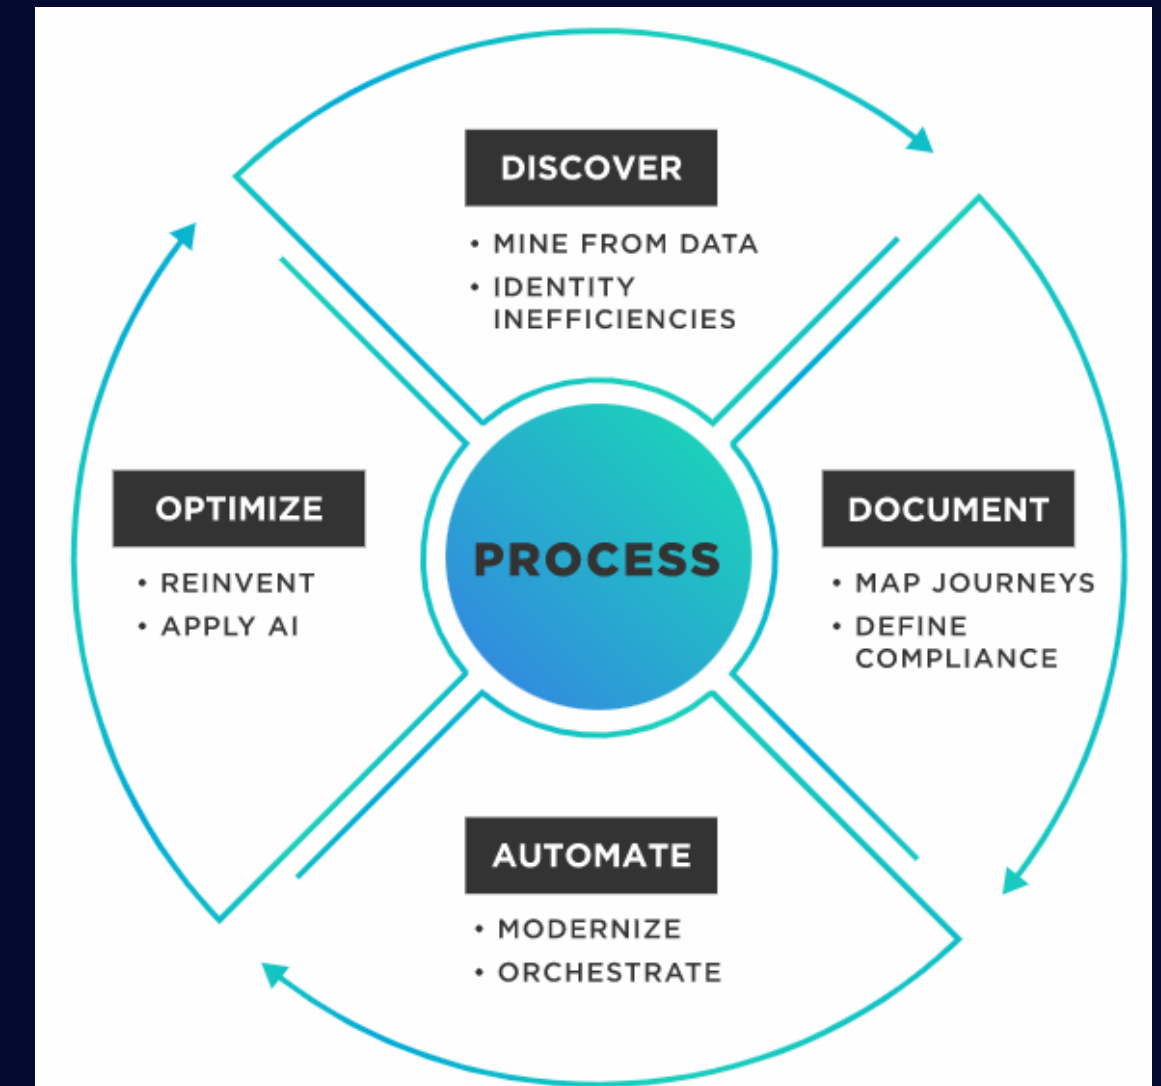 DISCOVER
• MINE FROM DATA
• IDENTITY
INEFFICIENCIES
OPTIMIZE
• REINVENT
• APPLY AI
PROCESS
DOCUMENT
• MAP JOURNEYS
• DEFINE
COMPLIANCE
AUTOMATE
• MODERNIZE
• ORCHESTRATE